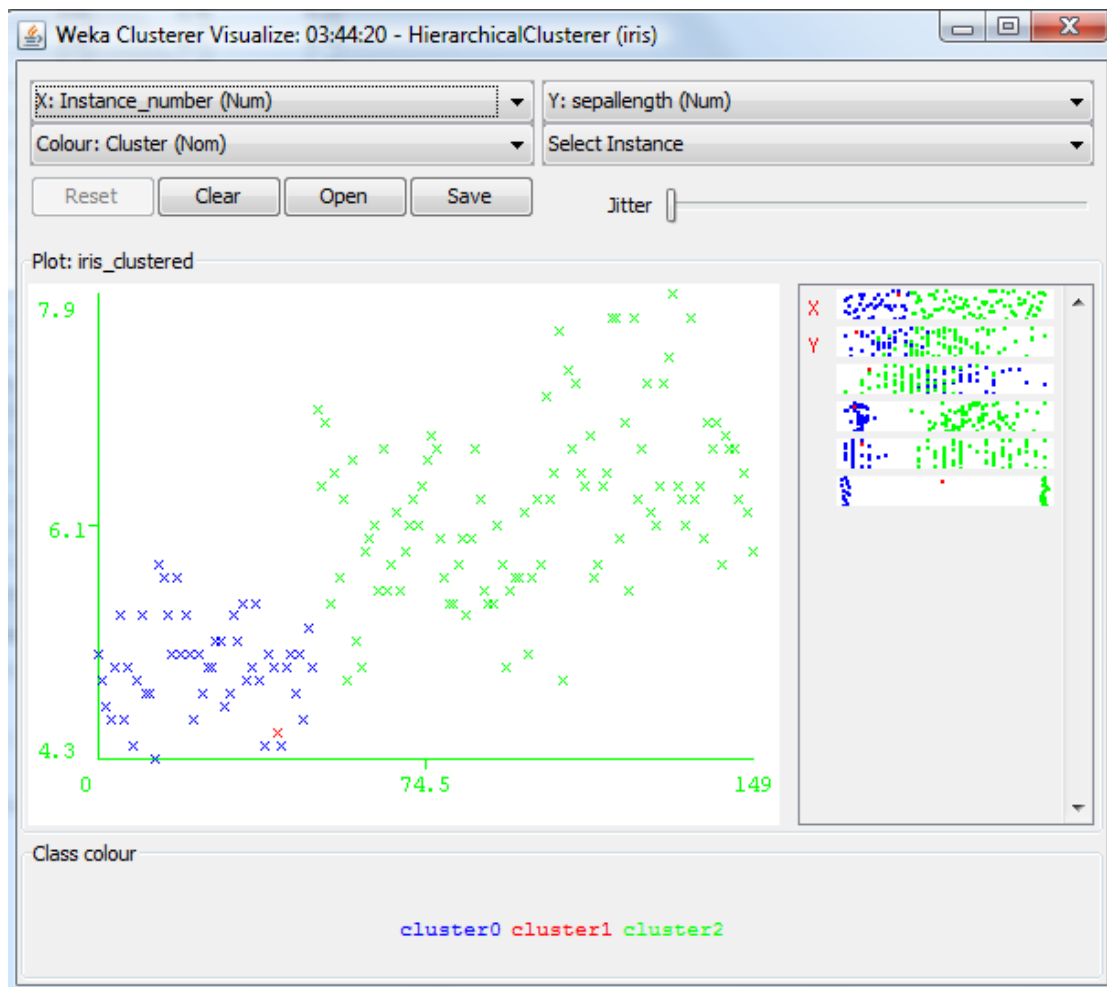 Weka Clusterer Visualize: 03:44:20 - HierarchicalClusterer (iris)
X: Instance_number (Num) Y: sepallength (Num)
Colour: Cluster (Nom) Select Instance
Reset Clear Open Save Jitter
Plot: iris_clustered
7.9
6.1
4.3
0 74.5 149
X
Y
Class colour
cluster0 cluster1 cluster2